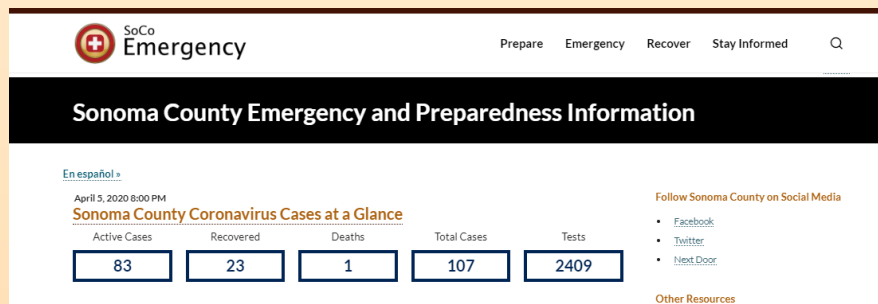 SoCo
Emergency
Prepare Emergency Recover Stay Informed
Sonoma County Emergency and Preparedness Information
En español »
April 5, 2020 8:00 PM
Sonoma County Coronavirus Cases at a Glance
Active Cases Recovered Deaths Total Cases Tests
83 23 1 107 2409
Follow Sonoma County on Social Media
Facebook
Twitter
Next Door
Other Resources